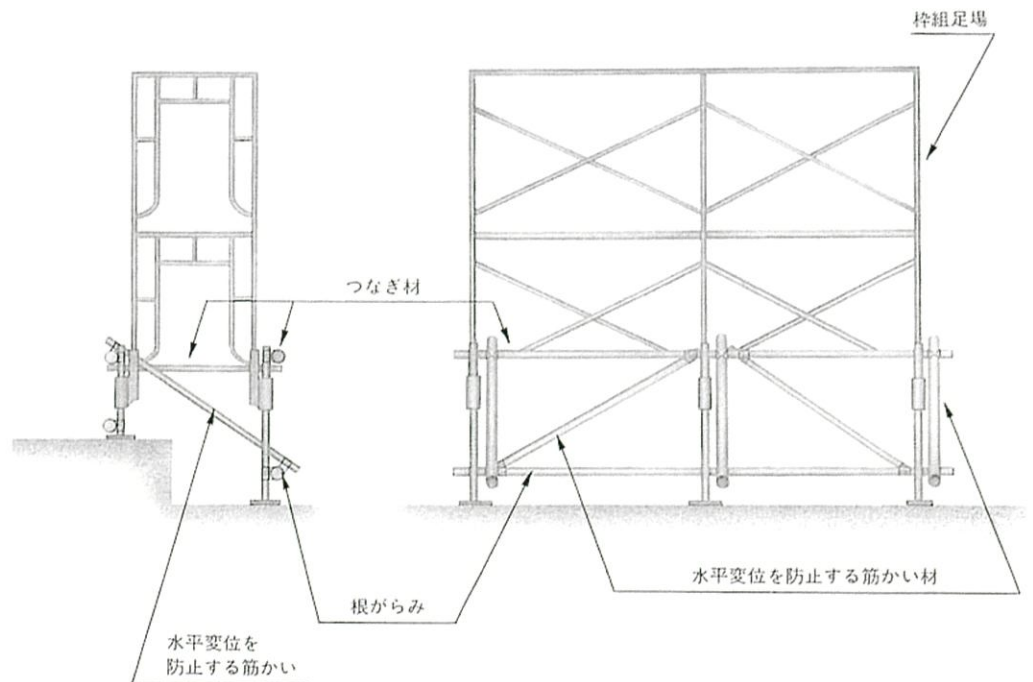 枠組足場
つなぎ材
水平変位を防止する筋かい材
根がらみ
水平変位を
防止する筋かい